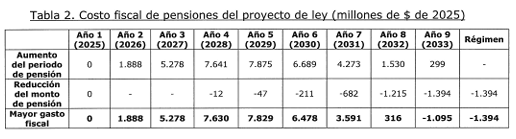 Tabla 2. Costo fiscal de pensiones del proyecto de ley (millones de $ de 2025)
Año 1 (2025) Año 2 (2026) Año 3 (2027) Año 4 (2028) Año 5 (2029) Año 6 (2030) Año 7 (2031) Año 8 (2032) Año 9 (2033) Régimen
Aumento del periodo de pensión 0 1.888 5.278 7.641 7.875 6.689 4.273 1.530 299 -
Reducción del monto de pensión 0 - - -12 -47 -211 -682 -1.215 -1.394 -1.394
Mayor gasto fiscal 0 1.888 5.278 7.630 7.829 6.478 3.591 316 -1.095 -1.394